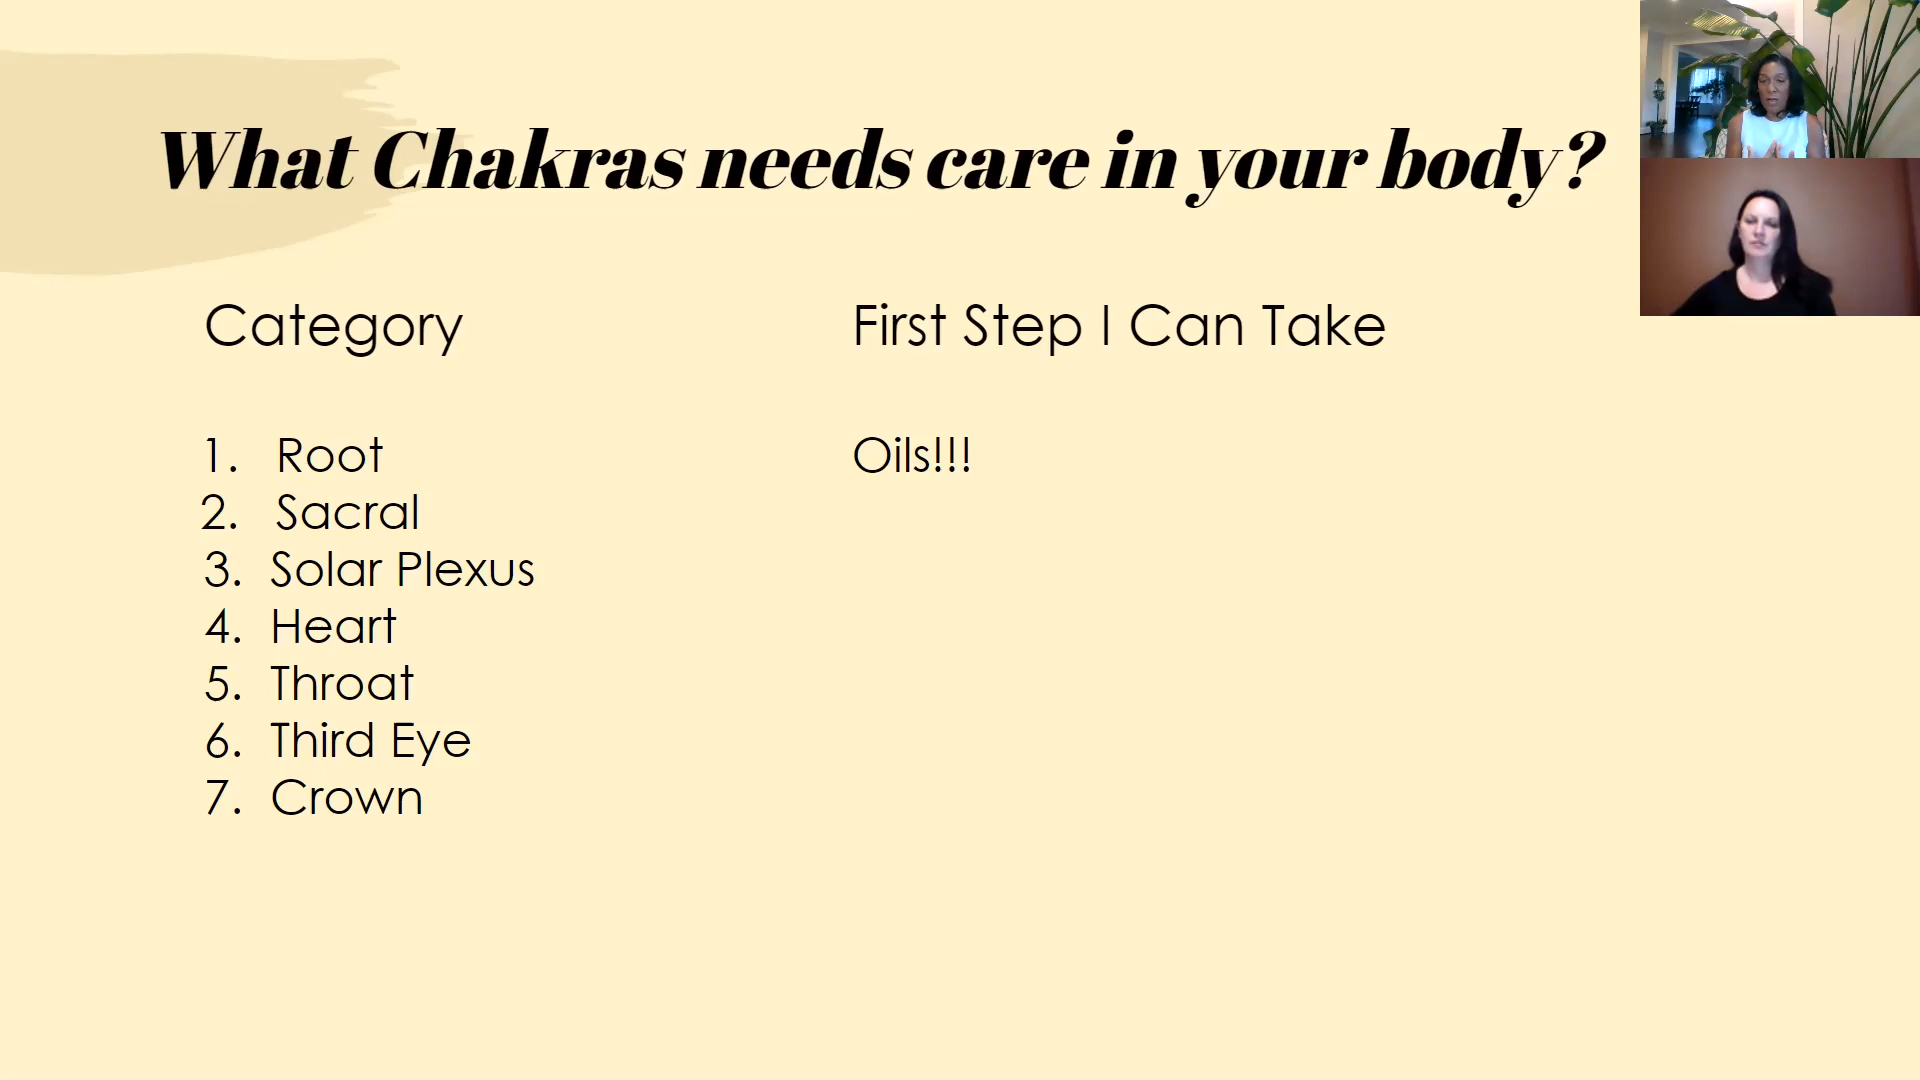 What Chakras needs care in your body?
Category
First Step I Can Take
1. Root
2. Sacral
3. Solar Plexus
4. Heart
5. Throat
6. Third Eye
7. Crown
Oils!!!